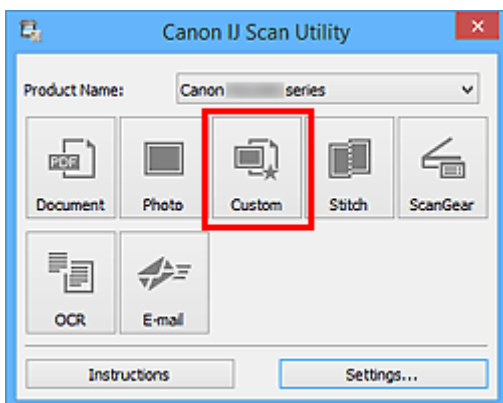 Canon IJ Scan Utility
Product Name: Canon series
PDF
Document Photo Custom Stitch ScanGear
OCR E-mail
Instructions Settings...